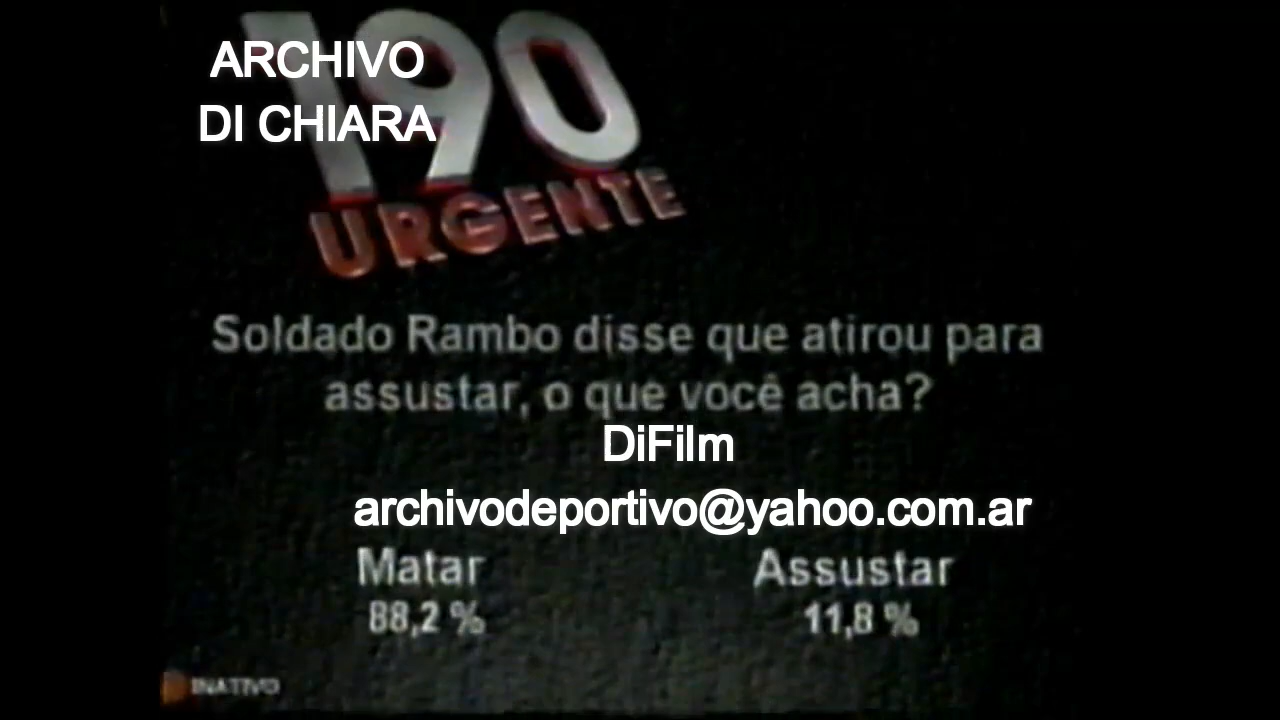 ARCHIVO
DI CHIARA
190
URGENTE
Soldado Rambo disse que atirou para
assustar, o que você acha?
DiFilm
archivodeportivo@yahoo.com.ar
Matar
Assustar
88,2 %
11,8 %
INATIVO